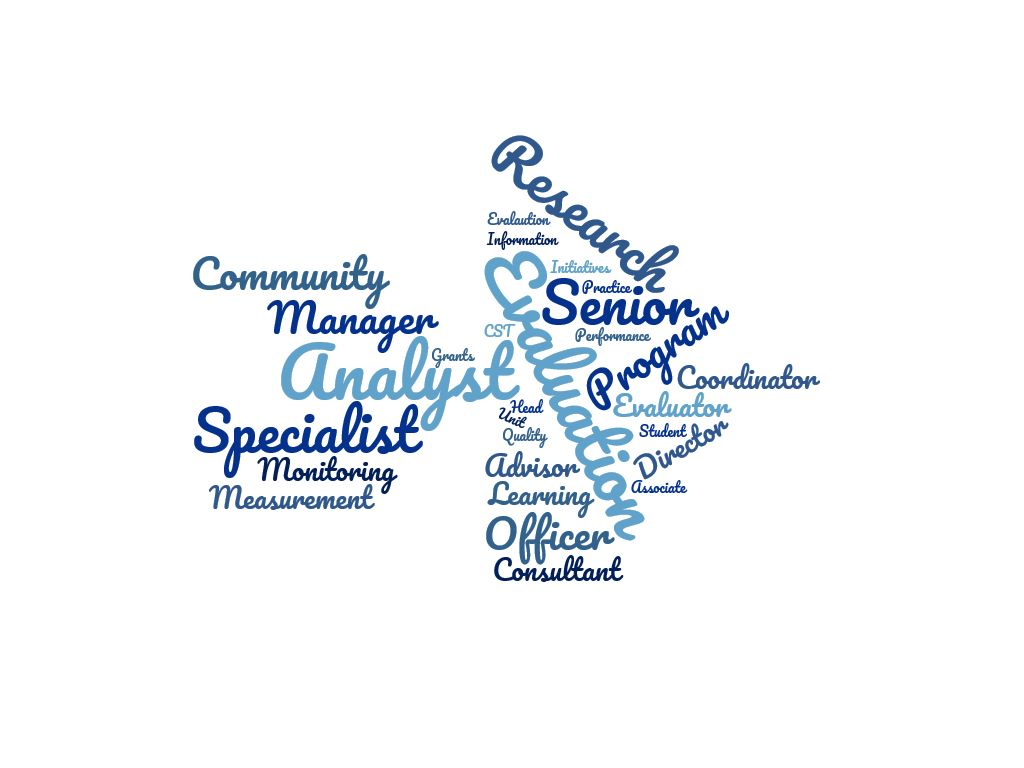 Research
Evalaution
Information
Community
Initiatives
Practice
Senior
Manager
CST
Performance
Evaluation
Program
Grants
Analyst
Coordinator
Head
Unit
Evaluator
Specialist
Quality
Student
Director
Monitoring
Advisor
Associate
Measurement
Learning
Officer
Consultant